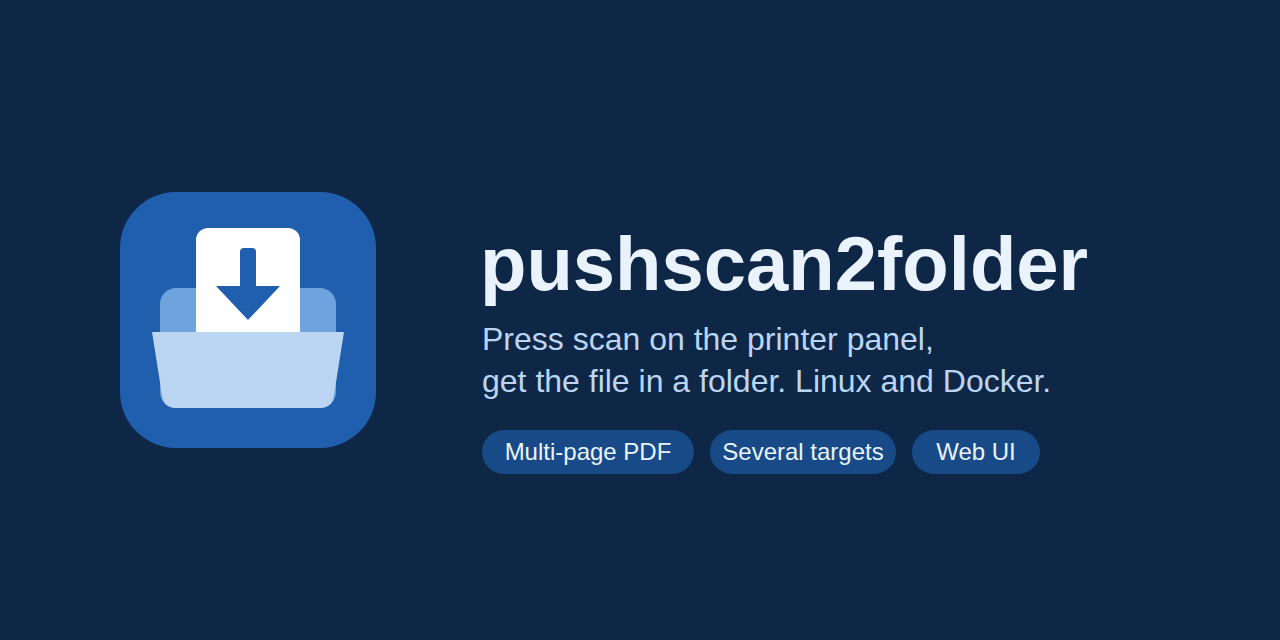 pushscan2folder
Press scan on the printer panel,
get the file in a folder. Linux and Docker.
Multi-page PDF
Several targets
Web UI